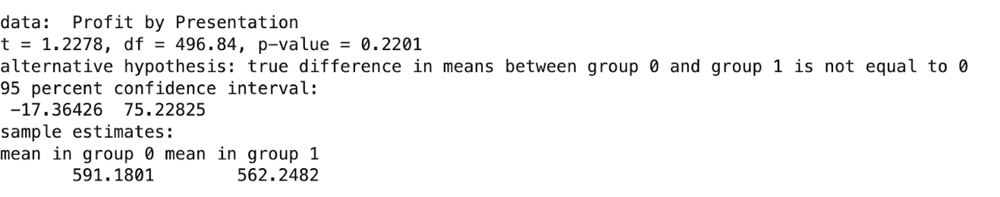 data:  Profit by Presentation
t = 1.2278, df = 496.84, p-value = 0.2201
alternative hypothesis: true difference in means between group 0 and group 1 is not equal to 0
95 percent confidence interval:
 -17.36426  75.22825
sample estimates:
mean in group 0 mean in group 1
       591.1801        562.2482